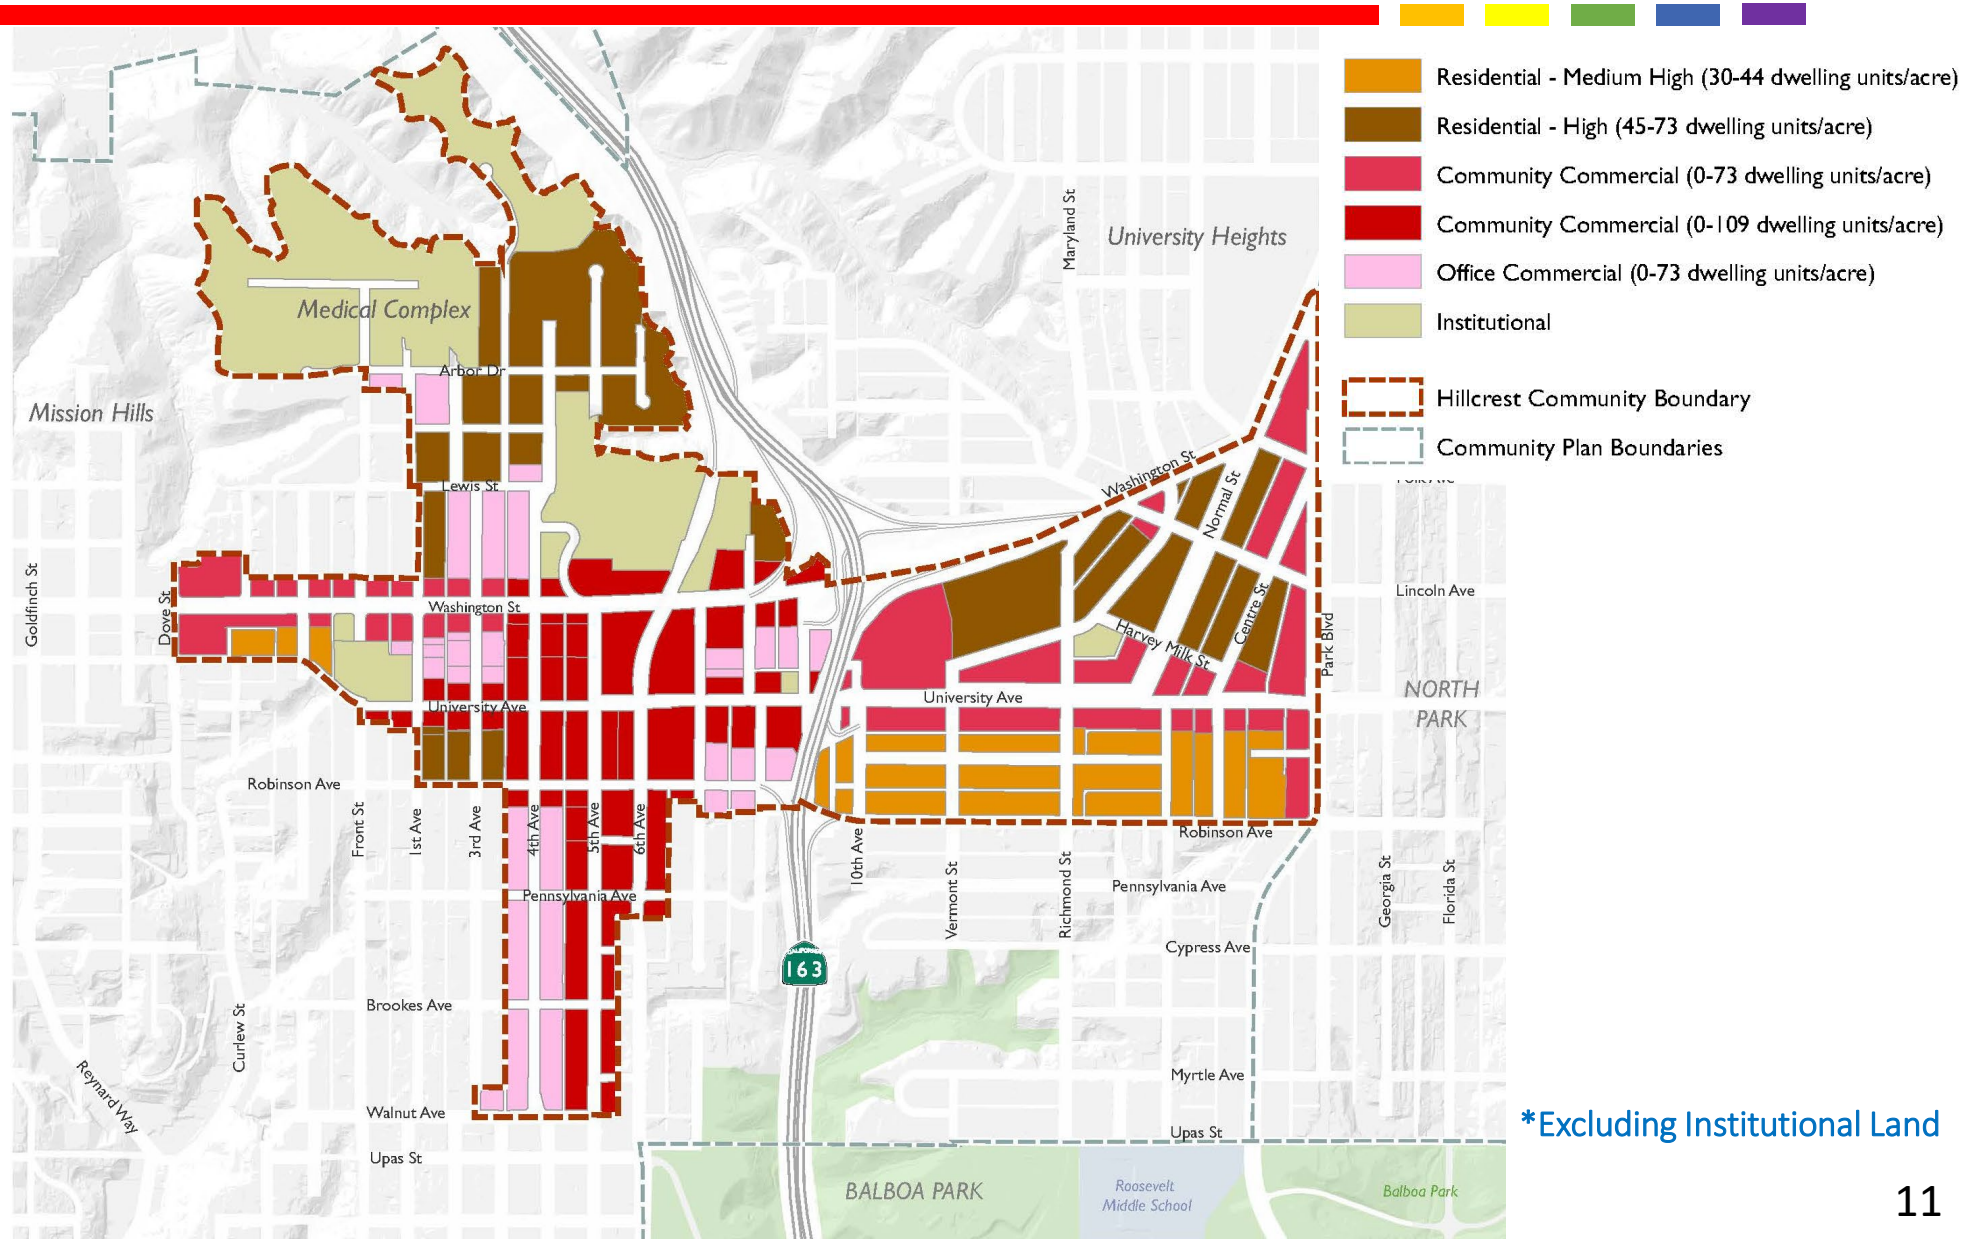 Residential - Medium High (30-44 dwelling units/acre)
Residential - High (45-73 dwelling units/acre)
Community Commercial (0-73 dwelling units/acre)
Community Commercial (0-109 dwelling units/acre)
Office Commercial (0-73 dwelling units/acre)
Institutional
Hillcrest Community Boundary
Community Plan Boundaries
Maryland St
University Heights
Medical Complex
Arbor Dr
Mission Hills
Washington St
Lewis St
Normal St
Goldfinch St
Dove St
Washington St
Lincoln Ave
Centre St
Harvey Milk St
Park Blvd
University Ave
University Ave
NORTH
PARK
Robinson Ave
Front St
1st Ave
3rd Ave
4th Ave
5th Ave
6th Ave
10th Ave
Robinson Ave
Vermont St
Richmond St
Pennsylvania Ave
Pennsylvania Ave
Georgia St
Florida St
Cypress Ave
CALIFORNIA
163
Brookes Ave
Curlew St
Reynard Way
Myrtle Ave
Walnut Ave
*Excluding Institutional Land
Upas St
Upas St
BALBOA PARK
Roosevelt
Middle School
Balboa Park
11